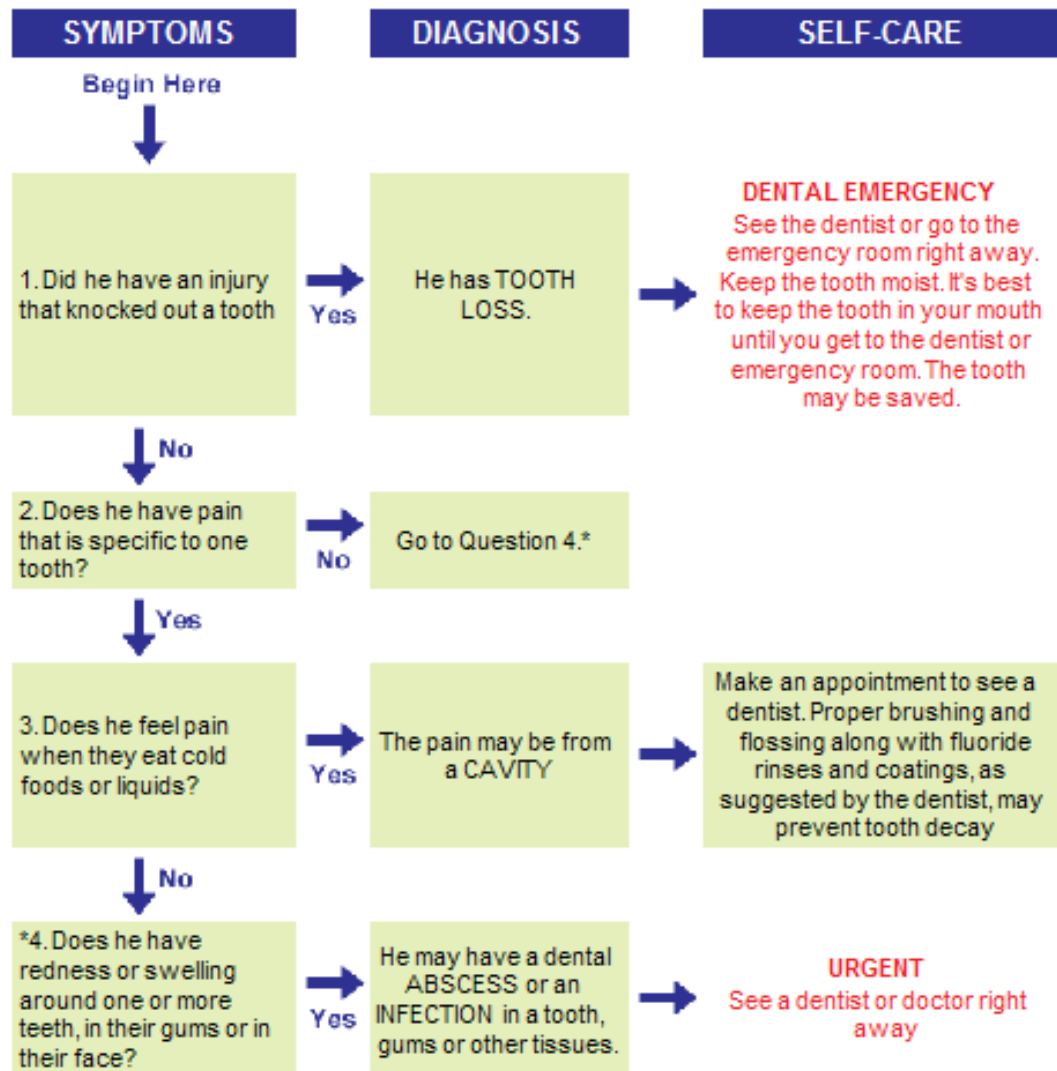 SYMPTOMS
DIAGNOSIS
SELF-CARE
Begin Here
1. Did he have an injury
that knocked out a tooth
Yes
He has TOOTH
LOSS.
DENTAL EMERGENCY
See the dentist or go to the
emergency room right away.
Keep the tooth moist. It's best
to keep the tooth in your mouth
until you get to the dentist or
emergency room. The tooth
may be saved.
No
2. Does he have pain
that is specific to one
tooth?
No
Go to Question 4.*
Yes
3. Does he feel pain
when they eat cold
foods or liquids?
Yes
The pain may be from
a CAVITY
Make an appointment to see a
dentist. Proper brushing and
flossing along with fluoride
rinses and coatings, as
suggested by the dentist, may
prevent tooth decay
No
*4. Does he have
redness or swelling
around one or more
teeth, in their gums or in
their face?
Yes
He may have a dental
ABSCESS or an
INFECTION in a tooth,
gums or other tissues.
URGENT
See a dentist or doctor right
away